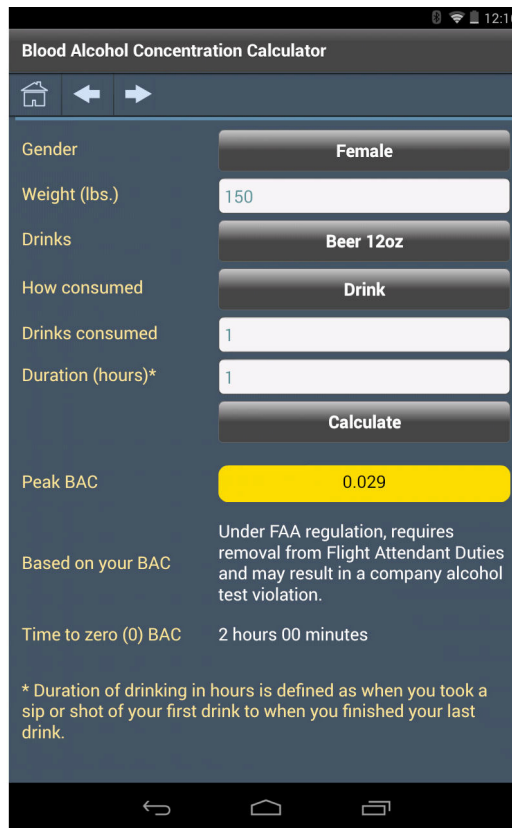 12:10
Blood Alcohol Concentration Calculator
Gender Female
Weight (lbs.) 150
Drinks Beer 12oz
How consumed Drink
Drinks consumed 1
Duration (hours)* 1
Calculate
Peak BAC 0.029
Based on your BAC
Under FAA regulation, requires
removal from Flight Attendant Duties
and may result in a company alcohol
test violation.
Time to zero (0) BAC 2 hours 00 minutes
* Duration of drinking in hours is defined as when you took a
sip or shot of your first drink to when you finished your last
drink.